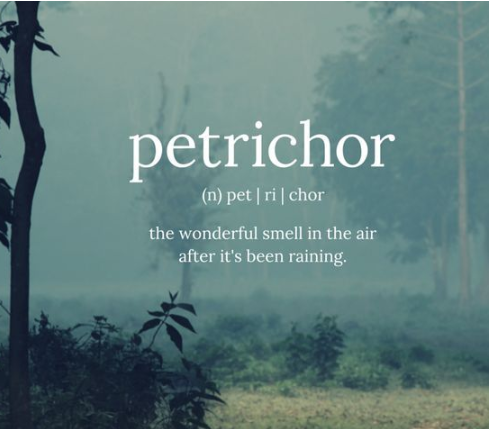 petrichor
(n) pet | ri | chor
the wonderful smell in the air
after it's been raining.